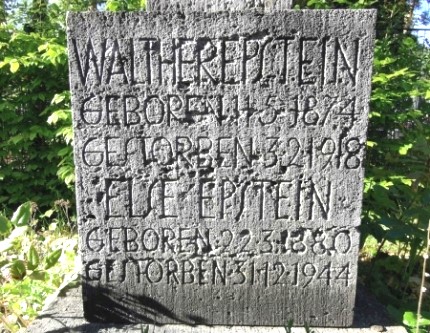 WALTHER EPSTEIN
GEBOREN·1·5·1874
GESTORBEN·3·2·1918
ELSE EPSTEIN
GEBOREN·22·3·1880
GESTORBEN·31·12·1944